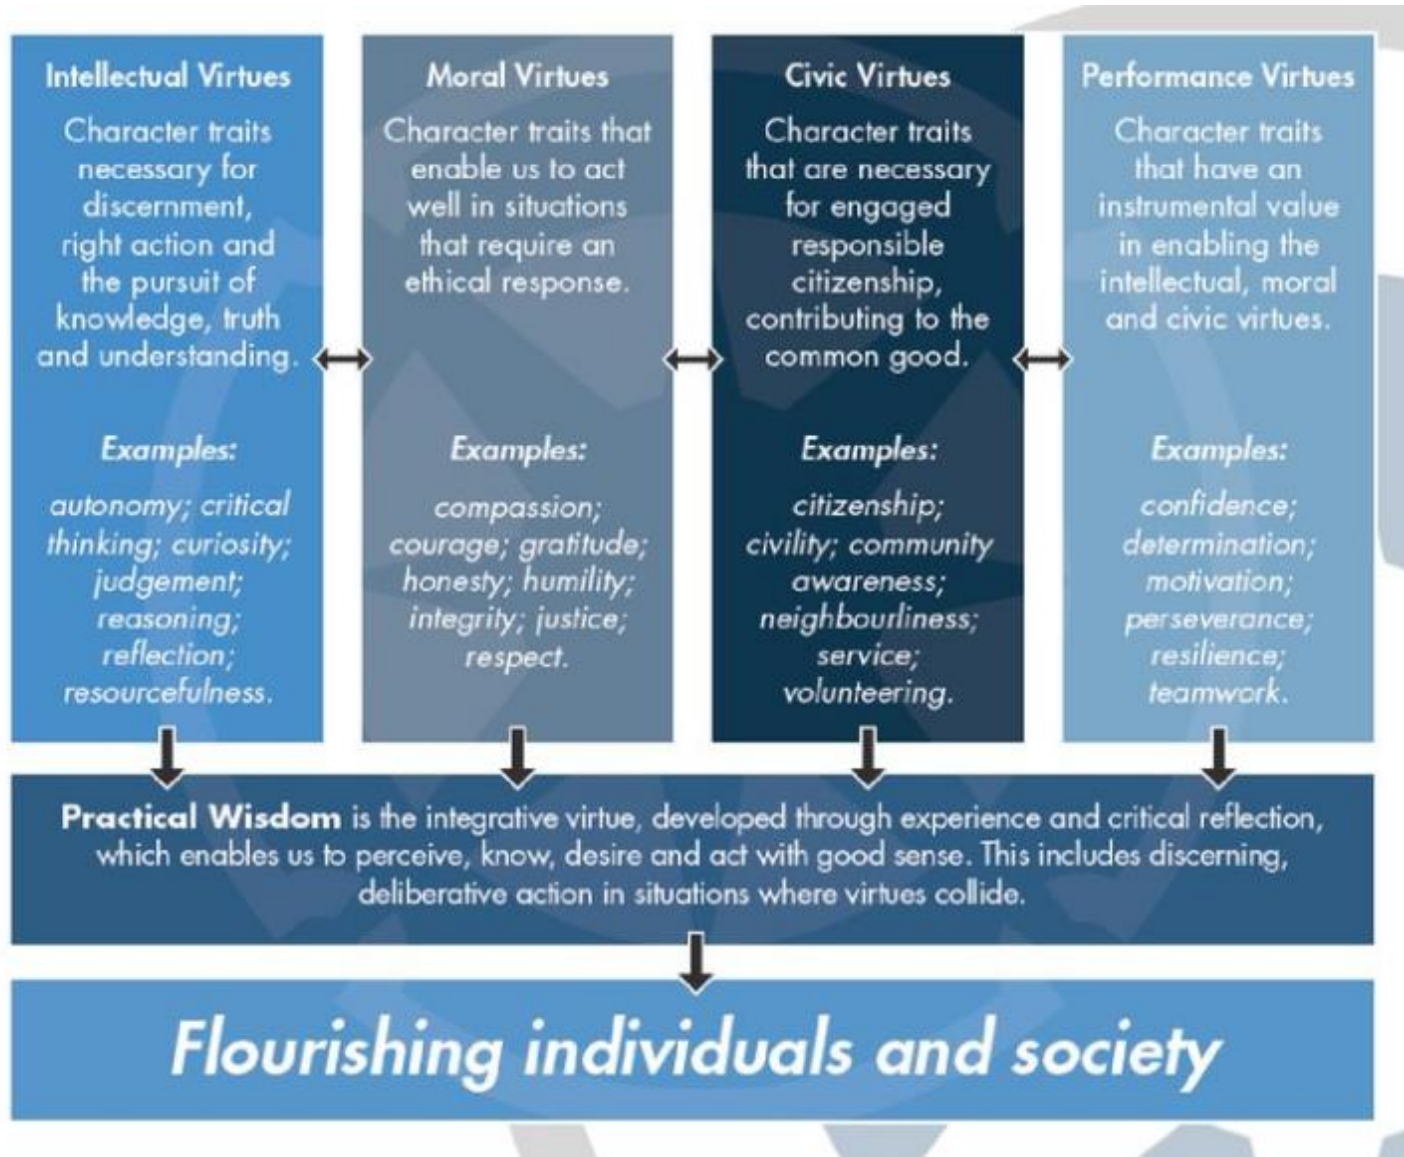 Intellectual Virtues
Character traits
necessary for
discernment,
right action and
the pursuit of
knowledge, truth
and understanding.
Examples:
autonomy; critical
thinking; curiosity;
judgement;
reasoning;
reflection;
resourcefulness.
Moral Virtues
Character traits that
enable us to act
well in situations
that require an
ethical response.
Examples:
compassion;
courage; gratitude;
honesty; humility;
integrity; justice;
respect.
Civic Virtues
Character traits
that are necessary
for engaged
responsible
citizenship,
contributing to the
common good.
Examples:
citizenship;
civility; community
awareness;
neighbourliness;
service;
volunteering.
Performance Virtues
Character traits
that have an
instrumental value
in enabling the
intellectual, moral
and civic virtues.
Examples:
confidence;
determination;
motivation;
perseverance;
resilience;
teamwork.
Practical Wisdom is the integrative virtue, developed through experience and critical reflection,
which enables us to perceive, know, desire and act with good sense. This includes discerning,
deliberative action in situations where virtues collide.
Flourishing individuals and society